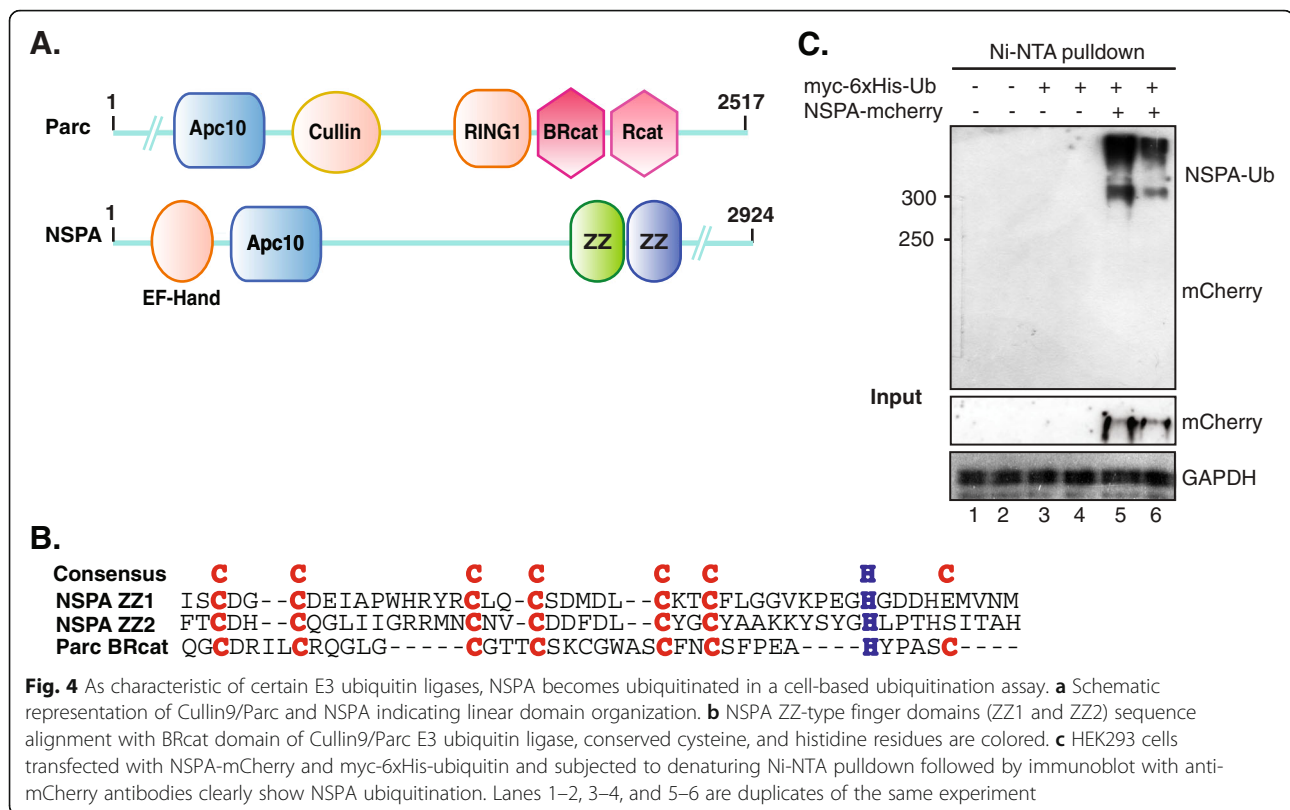 A.
1
2517
Parc
Apc10
Cullin
RING1
BRcat
Rcat
1
2924
NSPA
Apc10
ZZ
ZZ
EF-Hand
C.
Ni-NTA pulldown
myc-6xHis-Ub - - + + + +
NSPA-mcherry - - - - + +
NSPA-Ub
300
250
mCherry
Input
mCherry
GAPDH
1 2 3 4 5 6
B.
Consensus C C C C C C H C
NSPA ZZ1 ISCDG--CDEIAPWHRYRCLQ-CSDMDL--CKTCFLGGVKPEGHGDDHEMVNM
NSPA ZZ2 FTCDH--CQGLIIGRRMNCNV-CDDFDL--CYGCYAAKKYSYGHLPTHSITAH
Parc BRcat QGCDRILCRQGLG-----CGTTCSKCGWASCFNCSFPEA----HYPASC----
Fig. 4 As characteristic of certain E3 ubiquitin ligases, NSPA becomes ubiquitinated in a cell-based ubiquitination assay. a Schematic
representation of Cullin9/Parc and NSPA indicating linear domain organization. b NSPA ZZ-type finger domains (ZZ1 and ZZ2) sequence
alignment with BRcat domain of Cullin9/Parc E3 ubiquitin ligase, conserved cysteine, and histidine residues are colored. c HEK293 cells
transfected with NSPA-mCherry and myc-6xHis-ubiquitin and subjected to denaturing Ni-NTA pulldown followed by immunoblot with anti-
mCherry antibodies clearly show NSPA ubiquitination. Lanes 1–2, 3–4, and 5–6 are duplicates of the same experiment